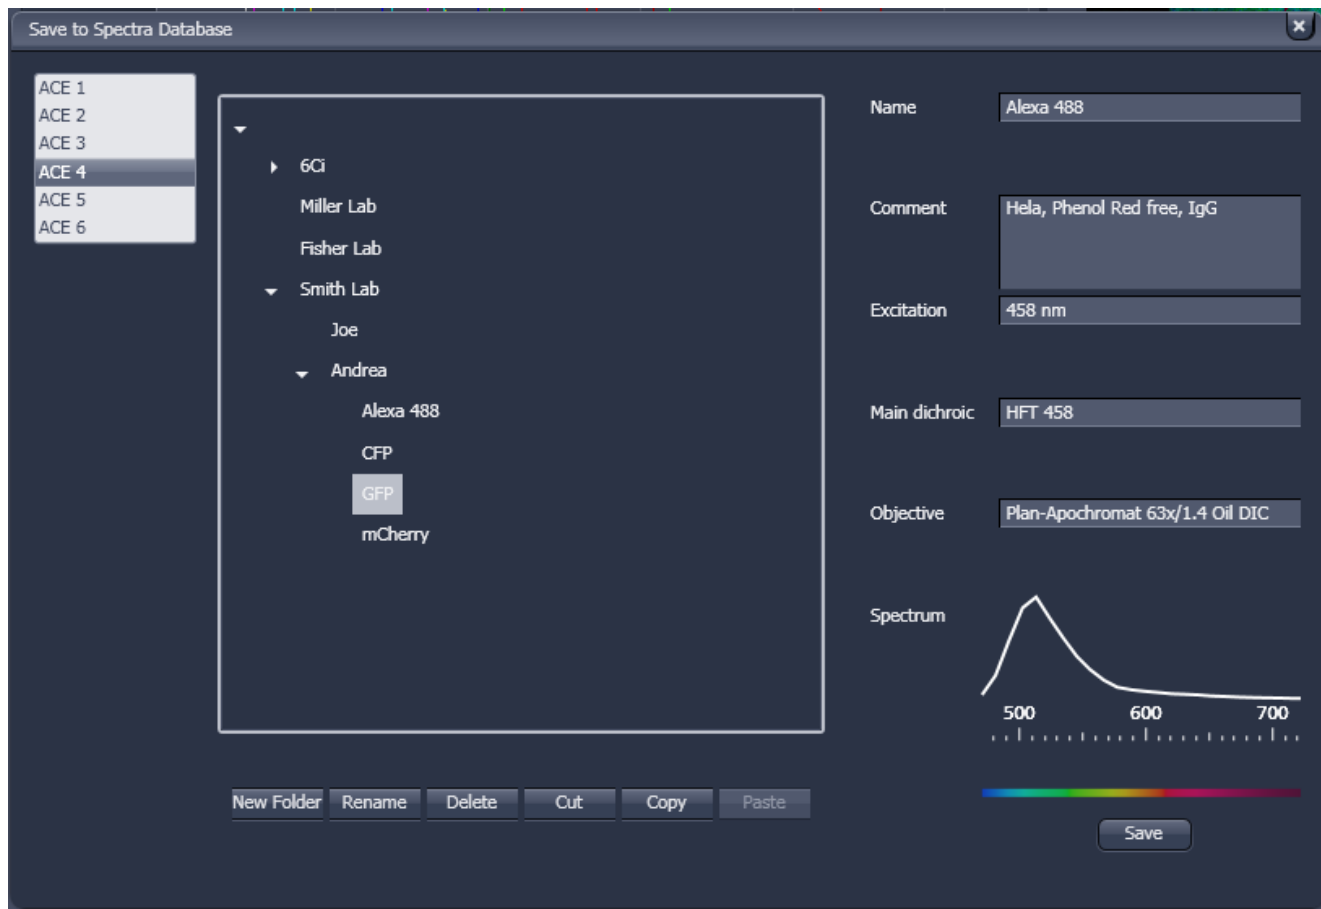 Save to Spectra Database
ACE 1
ACE 2
ACE 3
ACE 4
ACE 5
ACE 6
6Ci
Miller Lab
Fisher Lab
Smith Lab
Joe
Andrea
Alexa 488
CFP
GFP
mCherry
New Folder Rename Delete Cut Copy Paste
Name Alexa 488
Comment Hela, Phenol Red free, IgG
Excitation 458 nm
Main dichroic HFT 458
Objective Plan-Apochromat 63x/1.4 Oil DIC
Spectrum
500 600 700
Save